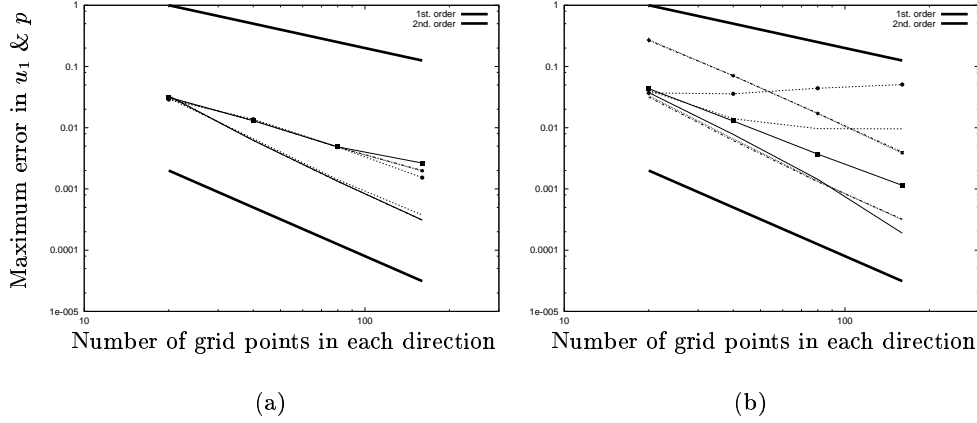 Maximum error in u1 & p
1
0.1
0.01
0.001
0.0001
1e-005
10
100
1st. order
2nd. order
Number of grid points in each direction
(a)
1
0.1
0.01
0.001
0.0001
1e-005
10
100
1st. order
2nd. order
Number of grid points in each direction
(b)